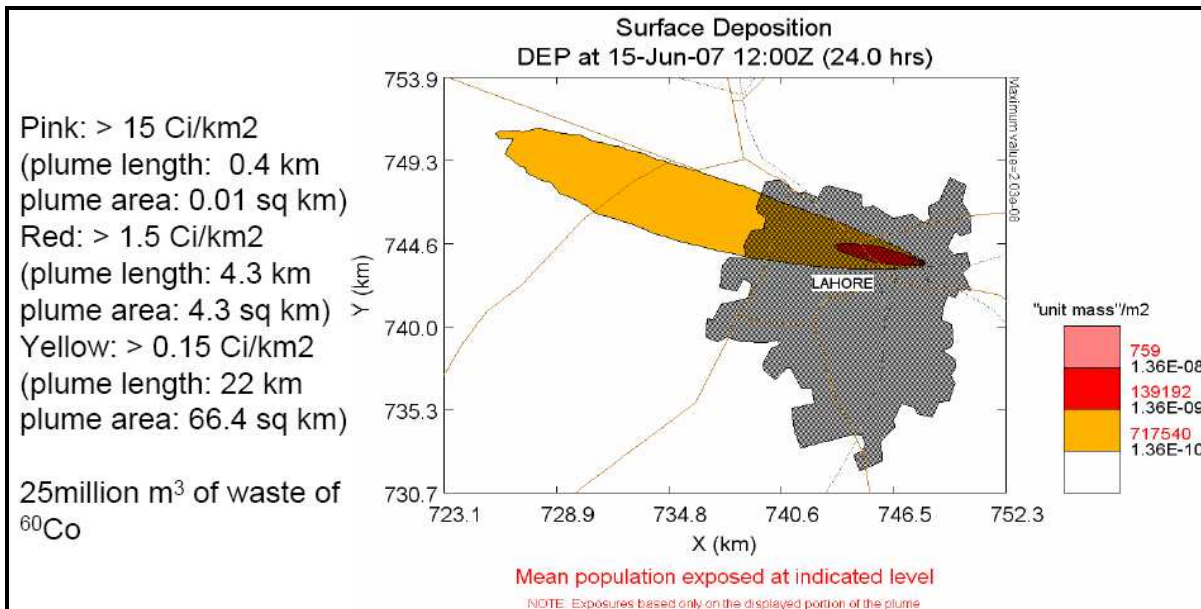 Surface Deposition
DEP at 15-Jun-07 12:00Z (24.0 hrs)
Pink: > 15 Ci/km2
(plume length: 0.4 km
plume area: 0.01 sq km)
Red: > 1.5 Ci/km2
(plume length: 4.3 km
plume area: 4.3 sq km)
Yellow: > 0.15 Ci/km2
(plume length: 22 km
plume area: 66.4 sq km)
25million m³ of waste of
⁶⁰Co
753.9
749.3
744.6
740.0
735.3
730.7
Y (km)
LAHORE
Maximum value=2.03e-08
723.1 728.9 734.8 740.6 746.5 752.3
X (km)
"unit mass"/m2
759
1.36E-08
139192
1.36E-09
717540
1.36E-10
Mean population exposed at indicated level
NOTE: Exposures based only on the displayed portion of the plume